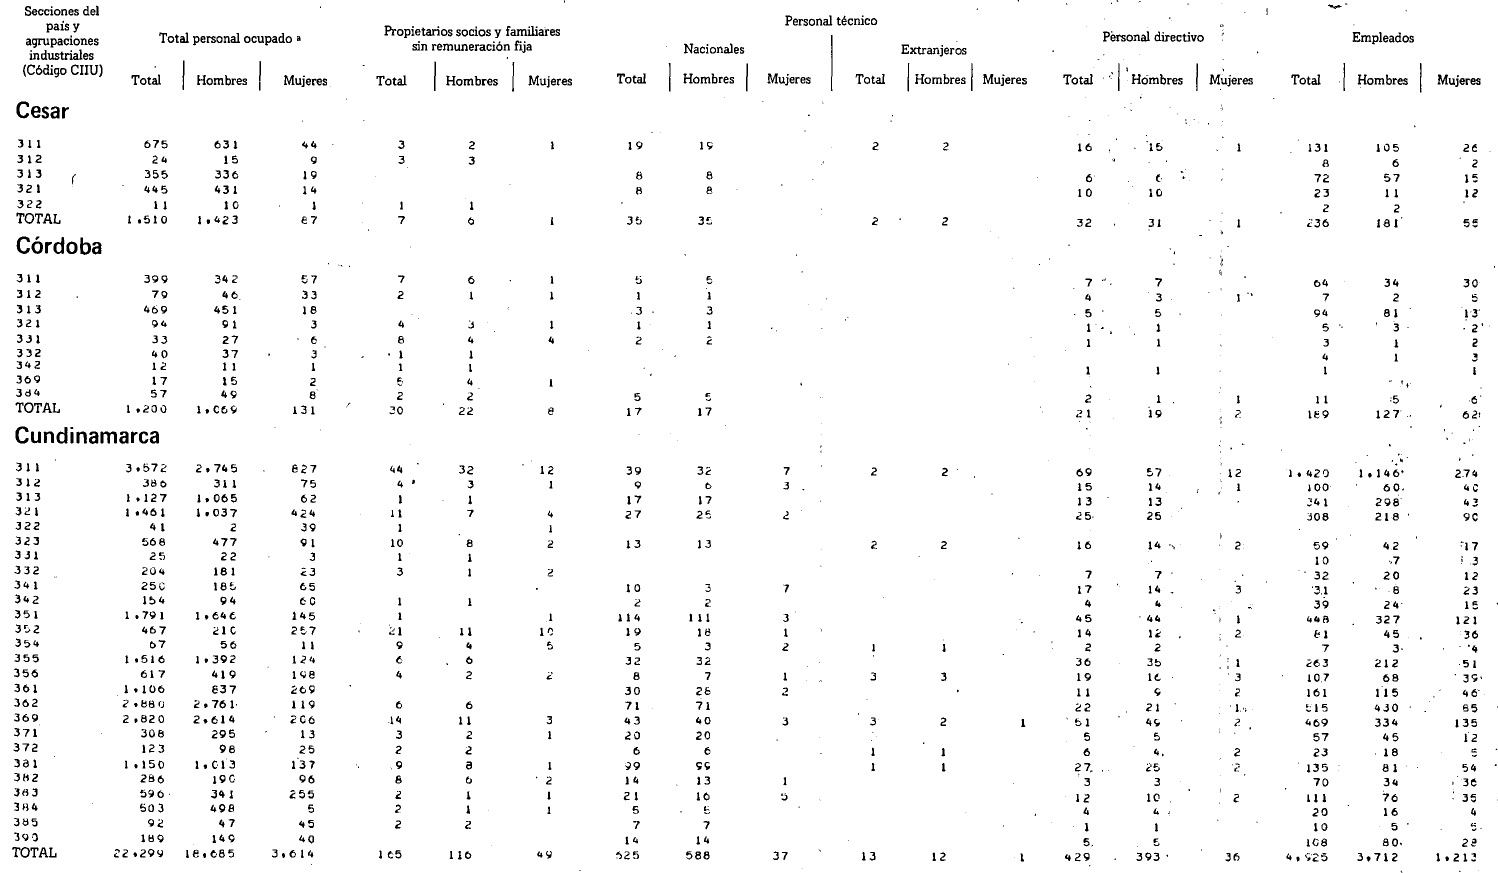 Secciones del país y agrupaciones industriales (Código CIIU) | Total personal ocupado a | Propietarios socios y familiares sin remuneración fija | Personal técnico | Personal directivo | Empleados
Nacionales | Extranjeros
Total Hombres Mujeres Total Hombres Mujeres Total Hombres Mujeres Total Hombres Mujeres Total Hombres Mujeres Total Hombres Mujeres
Cesar
311 675 631 44 3 2 1 19 19 2 2 16 15 1 131 105 26
312 24 15 9 3 3 8 6 2
313 355 336 19 8 8 6 6 72 57 15
321 445 431 14 8 8 10 10 23 11 12
322 11 10 1 1 1 2 2
TOTAL 1.510 1.423 87 7 6 1 35 35 2 2 32 31 1 236 181 55
Córdoba
311 399 342 57 7 6 1 5 5 7 7 64 34 30
312 79 46 33 2 1 1 1 1 4 3 1 7 2 5
313 469 451 18 3 3 5 5 94 81 13
321 94 91 3 4 3 1 1 1 1 1 5 3 2
331 33 27 6 8 4 4 2 2 1 1 3 1 2
332 40 37 3 1 1 4 1 3
342 12 11 1 1 1 1 1 1 1
369 17 15 2 5 4 1
384 57 49 8 2 2 5 5 2 1 1 11 5 6
TOTAL 1.200 1.069 131 30 22 8 17 17 21 19 2 189 127 62
Cundinamarca
311 3.572 2.745 827 44 32 12 39 32 7 2 2 69 57 12 1.420 1.146 274
312 386 311 75 4 3 1 9 6 3 15 14 1 100 60 40
313 1.127 1.065 62 1 1 17 17 13 13 341 298 43
321 1.461 1.037 424 11 7 4 27 25 2 25 25 308 218 90
322 41 2 39 1 1
323 568 477 91 10 8 2 13 13 2 2 16 14 2 59 42 17
331 25 22 3 1 1 10 7 3
332 204 181 23 3 1 2 7 7 32 20 12
341 250 185 65 10 3 7 17 14 3 31 8 23
342 154 94 60 1 1 2 2 4 4 39 24 15
351 1.791 1.646 145 1 1 114 111 3 45 44 1 448 327 121
352 467 210 257 21 11 10 19 18 1 14 12 2 81 45 36
354 67 56 11 9 4 5 5 3 2 1 1 2 2 7 3 4
355 1.516 1.392 124 6 6 32 32 36 35 1 263 212 51
356 617 419 198 4 2 2 8 7 1 3 3 19 16 3 107 68 39
361 1.106 837 269 30 28 2 11 9 2 161 115 46
362 2.880 2.761 119 6 6 71 71 22 21 1 515 430 85
369 2.820 2.614 206 14 11 3 43 40 3 3 2 1 51 49 2 469 334 135
371 308 295 13 3 2 1 20 20 5 5 57 45 12
372 123 98 25 2 2 6 6 1 1 6 4 2 23 18 5
381 1.150 1.013 137 9 8 1 99 99 1 1 27 25 2 135 81 54
382 286 190 96 8 6 2 14 13 1 3 3 70 34 36
383 596 341 255 2 1 1 21 16 5 12 10 2 111 76 35
384 503 498 5 2 1 1 5 5 4 4 20 16 4
385 92 47 45 2 2 7 7 1 1 10 5 5
390 189 149 40 14 14 5 5 108 80 28
TOTAL 22.299 18.685 3.614 165 116 49 525 588 37 13 12 1 429 393 36 4.925 3.712 1.213